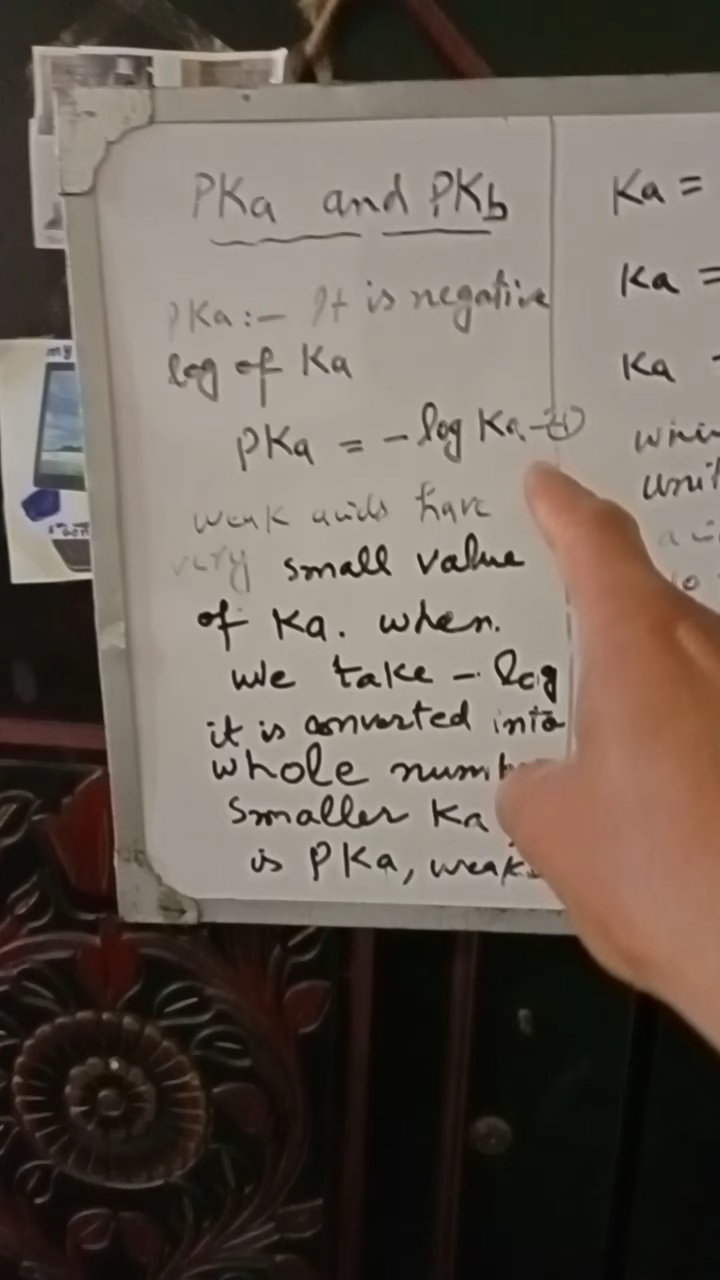 PKa and PKb
PKa:- It is negative
log of Ka
PKa = -log Ka
weak acids have
very small value
of Ka. when.
we take - log
it is converted into
whole
smaller Ka
is PKa,
Ka =
Ka =
Ka